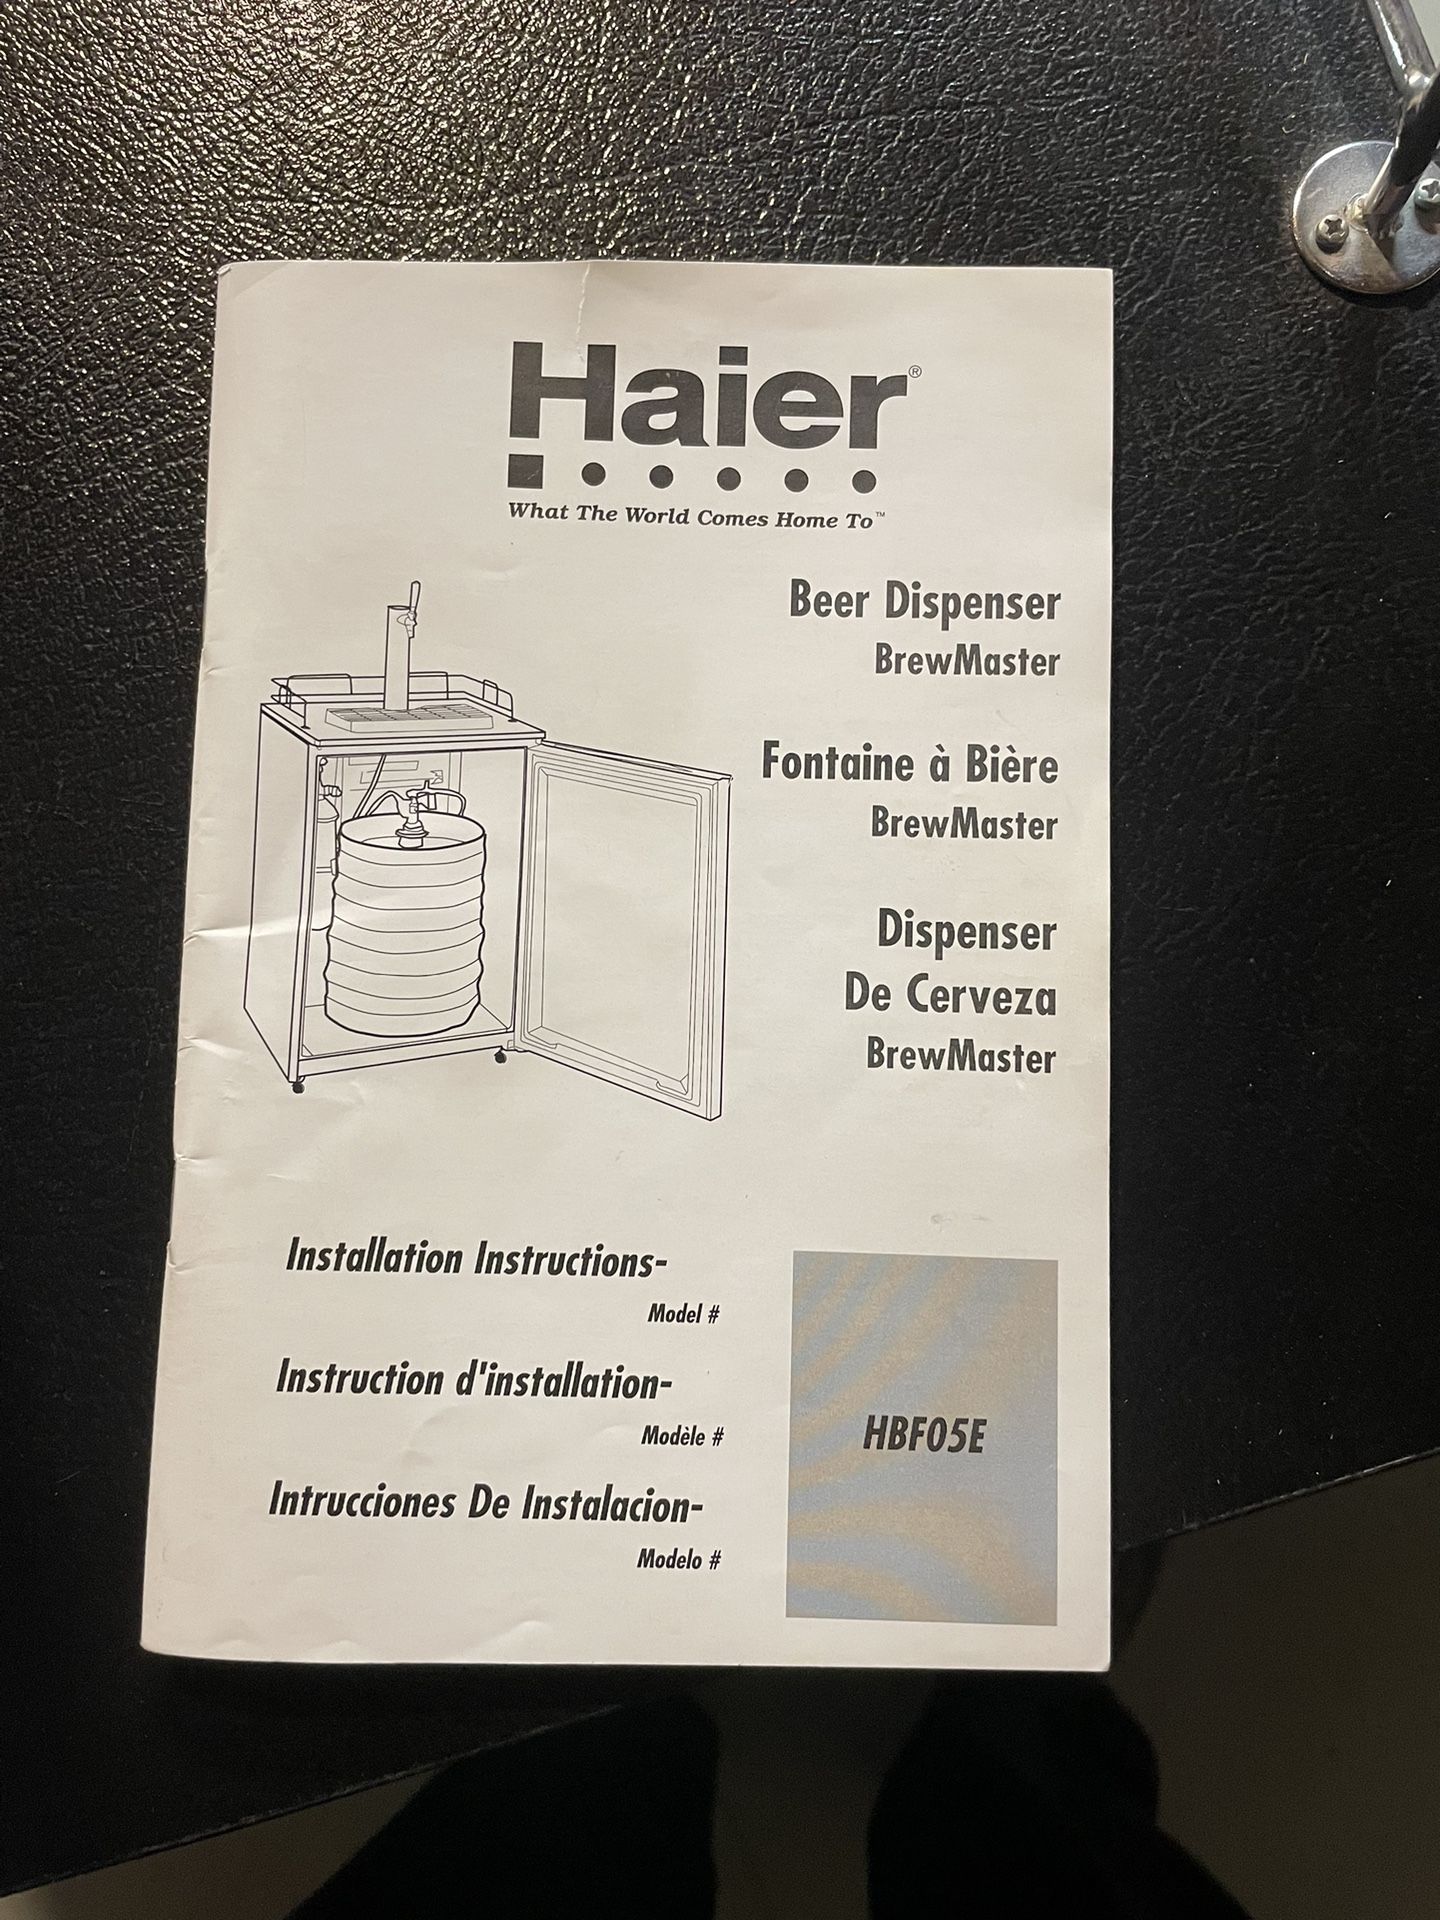 Haier®
What The World Comes Home To™
Beer Dispenser
BrewMaster
Fontaine à Bière
BrewMaster
Dispenser
De Cerveza
BrewMaster
Installation Instructions-
Model #
Instruction d'installation-
Modèle #
Intrucciones De Instalacion-
Modelo #
HBF05E